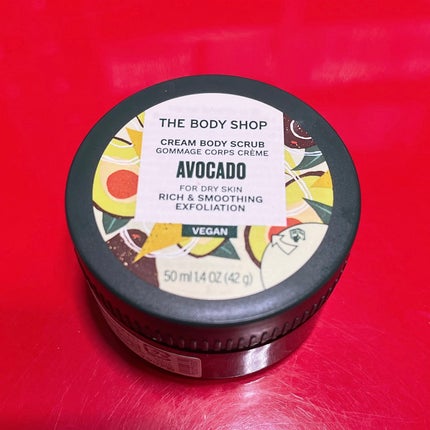 THE BODY SHOP
CREAM BODY SCRUB
GOMMAGE CORPS CRÈME
AVOCADO
FOR DRY SKIN
RICH & SMOOTHING
EXFOLIATION
VEGAN
50 ml 1.4 OZ (42 g)